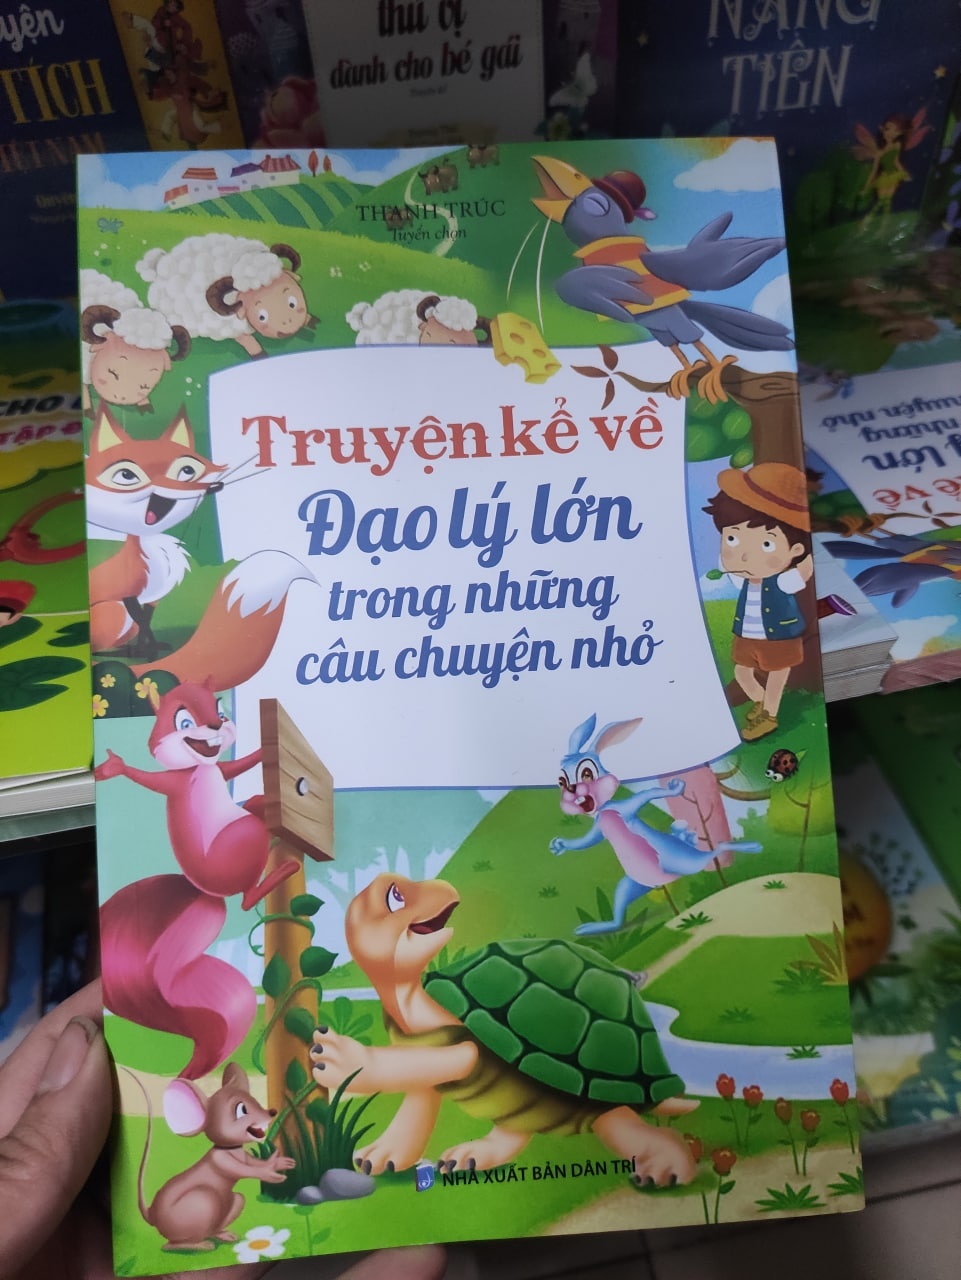 TÍCH
thú vị
dành cho bé gái
NÀNG
TIÊN
THANH TRÚC
Tuyển chọn
Truyện kể về
Đạo lý lớn
trong những
câu chuyện nhỏ
NHÀ XUẤT BẢN DÂN TRÍ